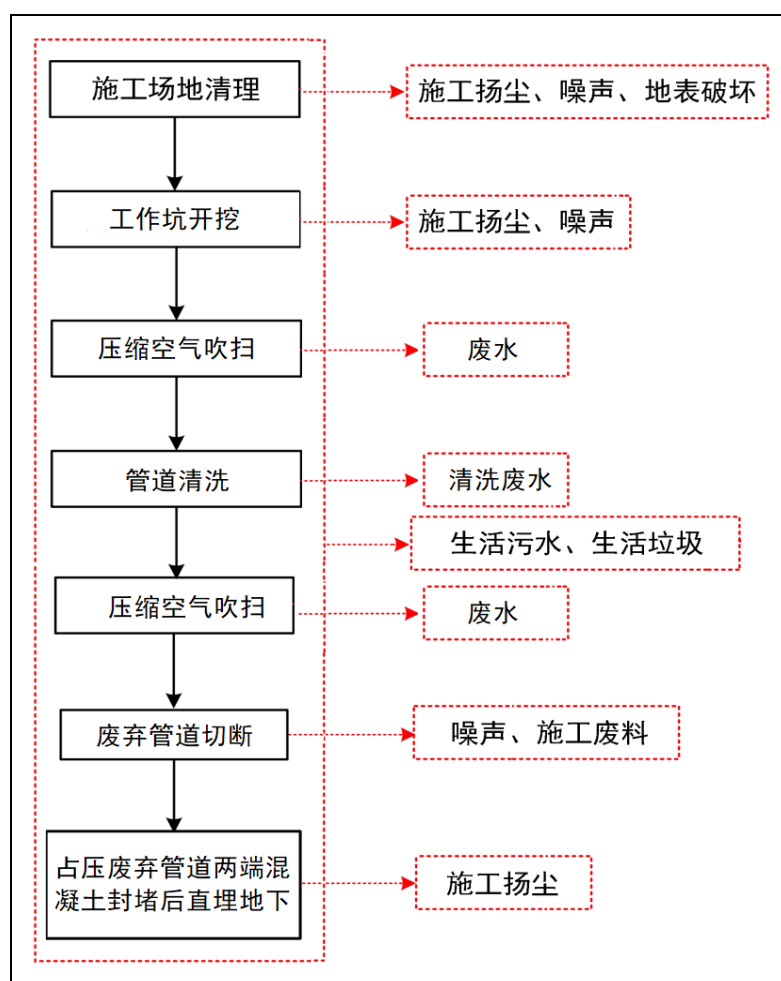 施工场地清理
施工扬尘、噪声、地表破坏
工作坑开挖
施工扬尘、噪声
压缩空气吹扫
废水
管道清洗
清洗废水
生活污水、生活垃圾
压缩空气吹扫
废水
废弃管道切断
噪声、施工废料
占压废弃管道两端混
凝土封堵后直埋地下
施工扬尘